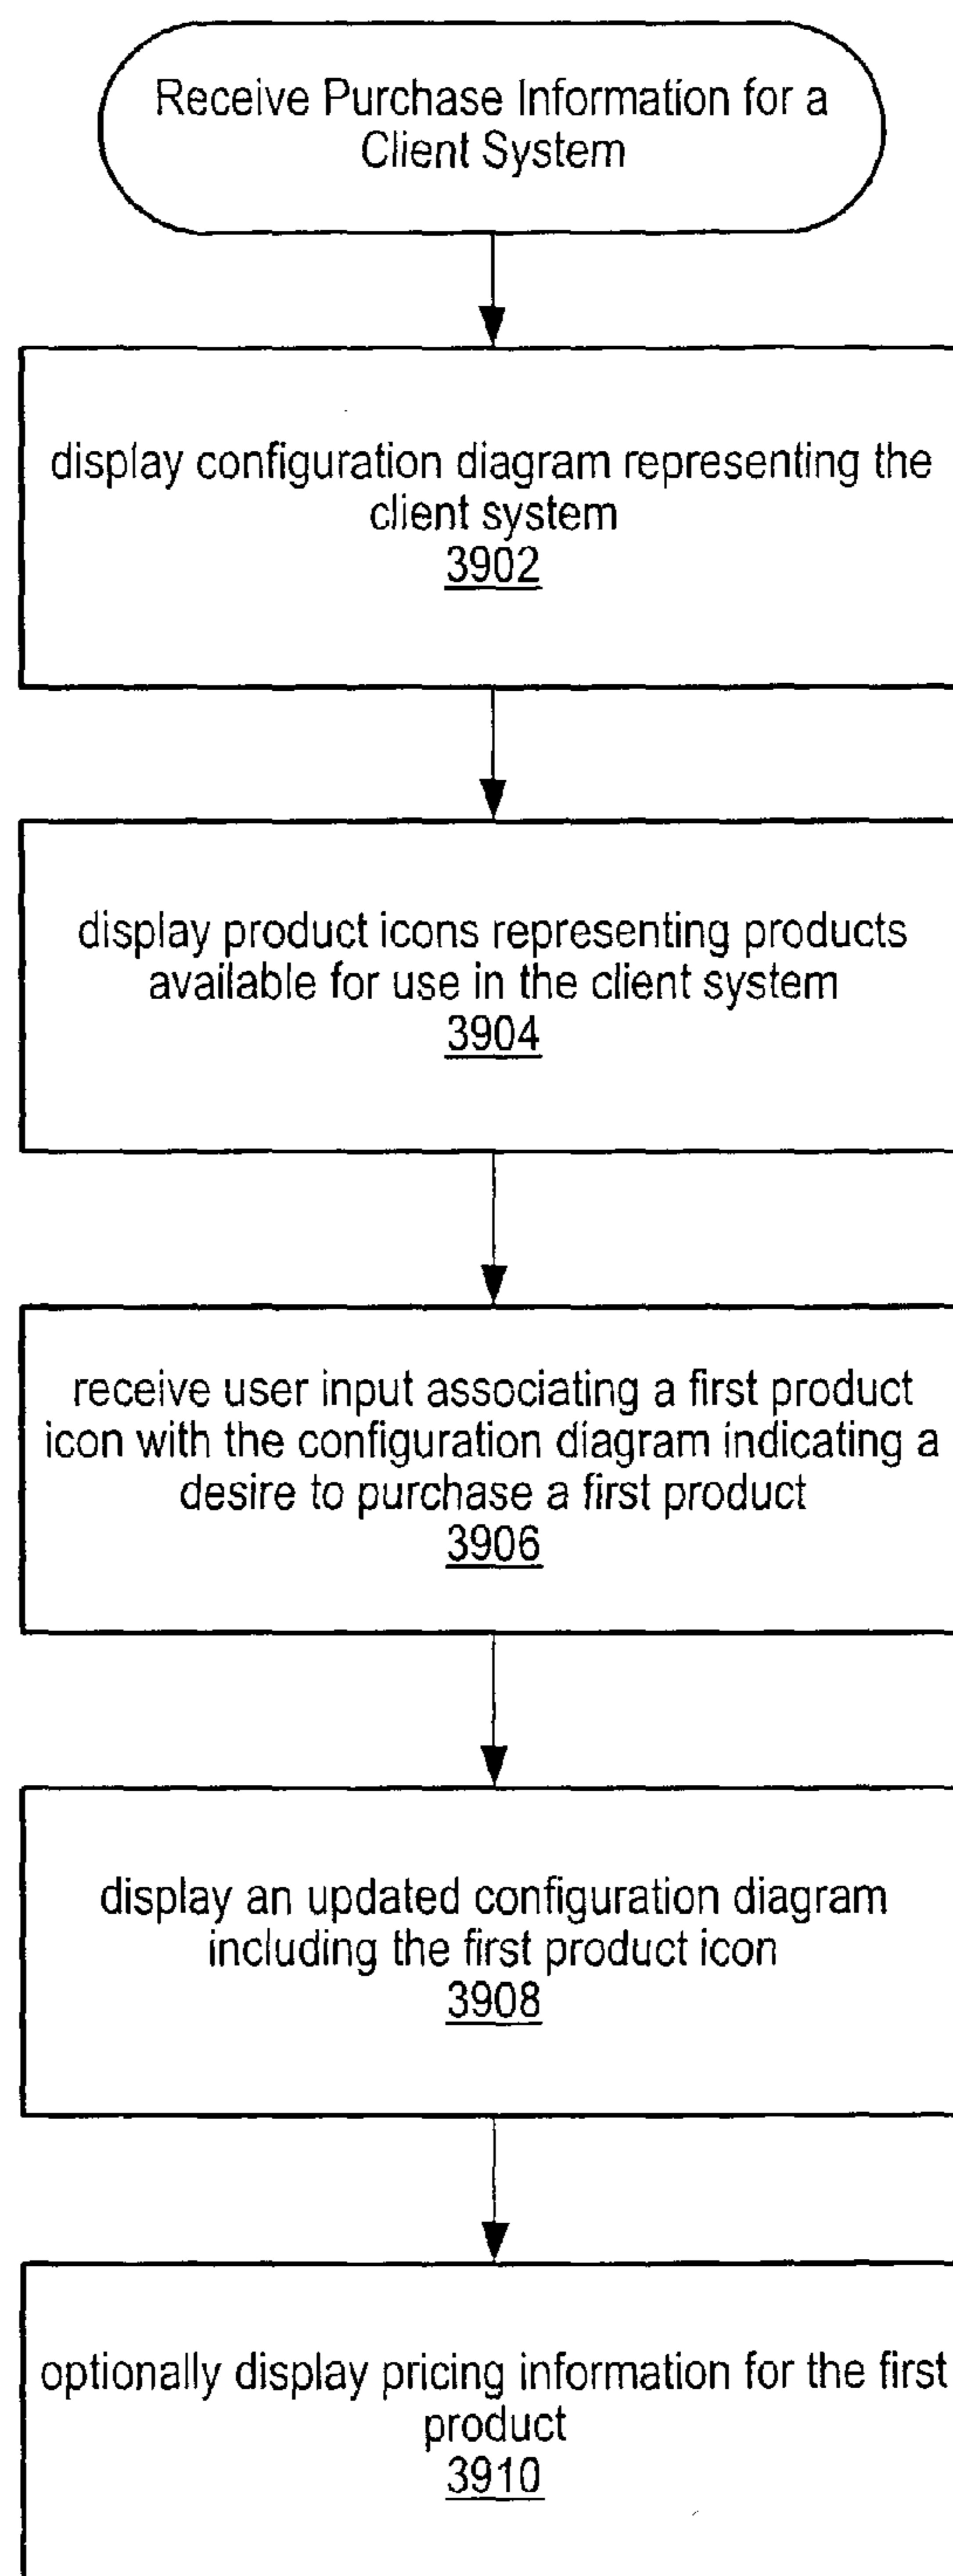 Receive Purchase Information for a
Client System
display configuration diagram representing the
client system
3902
display product icons representing products
available for use in the client system
3904
receive user input associating a first product
icon with the configuration diagram indicating a
desire to purchase a first product
3906
display an updated configuration diagram
including the first product icon
3908
optionally display pricing information for the first
product
3910